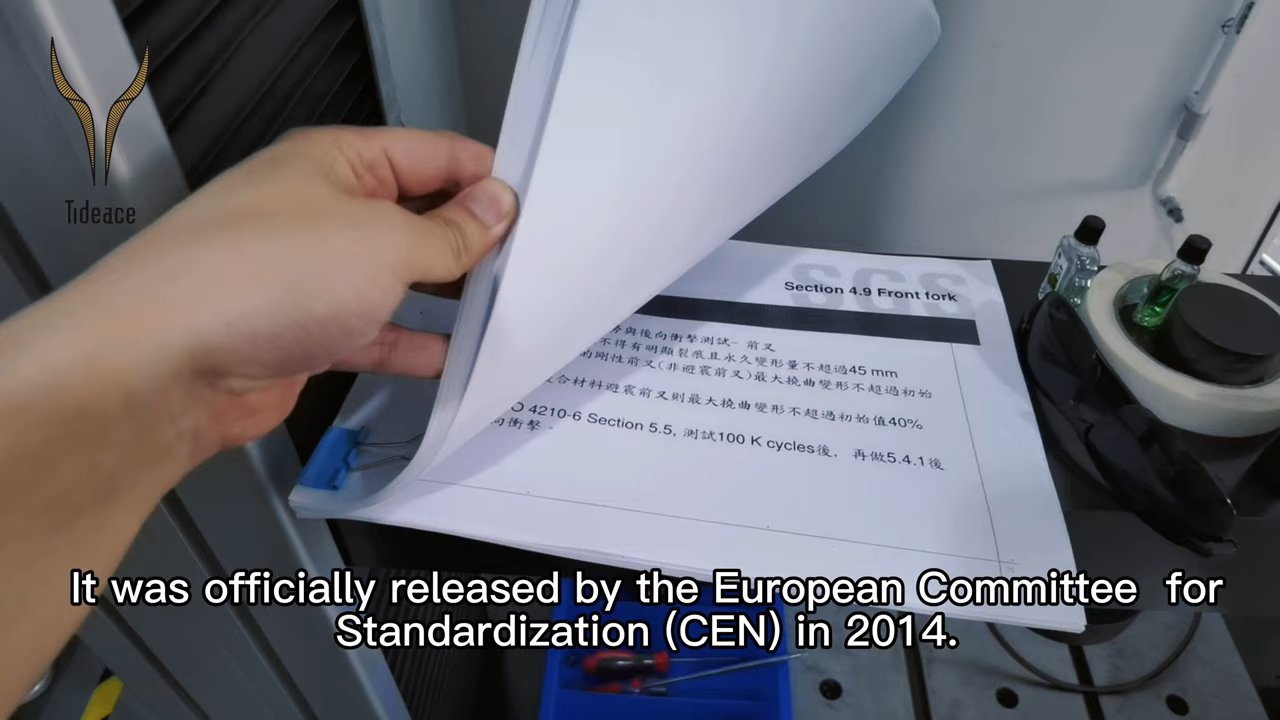 Tideace
SGS
Section 4.9 Front fork
與後向衝擊測試- 前叉
不得有明顯裂痕且永久變形量不超過45 mm
的剛性前叉(非避震前叉)最大撓曲變形不超過初始
合材料避震前叉則最大撓曲變形不超過初始值40%
O 4210-6 Section 5.5, 測試100 K cycles後, 再做5.4.1後
向衝擊。
It was officially released by the European Committee for
Standardization (CEN) in 2014.